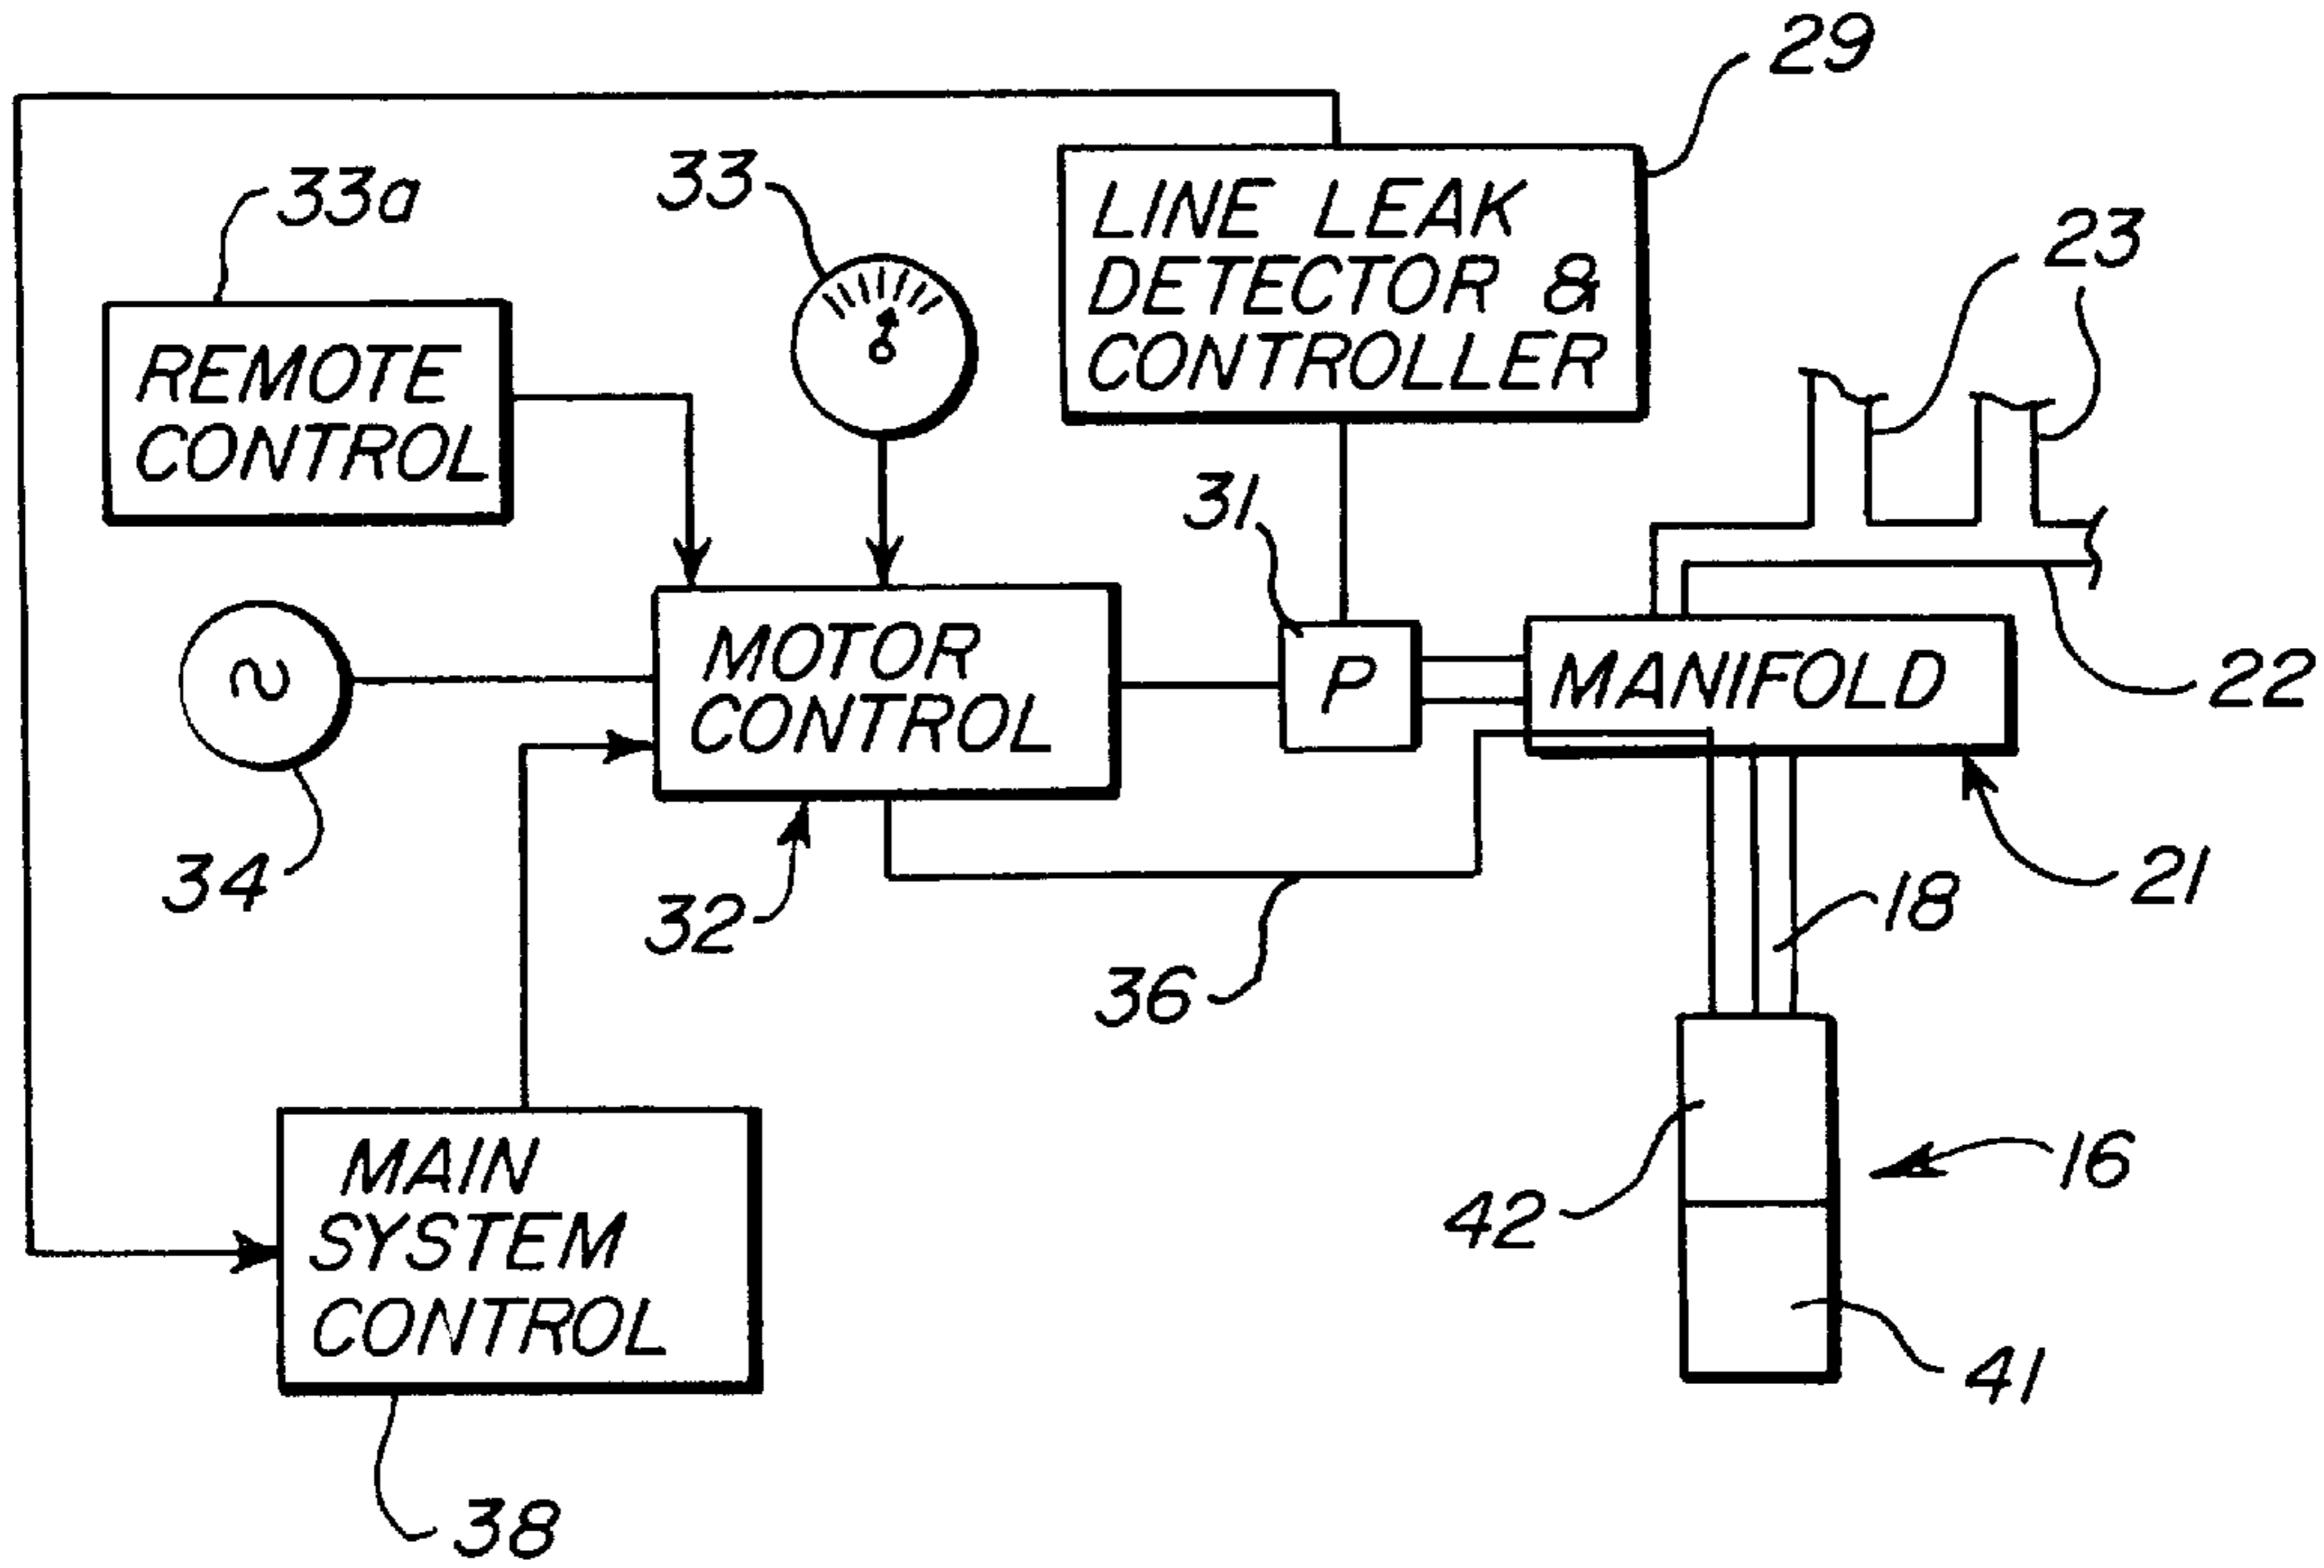 29
33a
33
LINE LEAK
DETECTOR &
CONTROLLER
23
REMOTE
CONTROL
31
MOTOR
CONTROL
P
MANIFOLD
22
34
32
36
18
21
MAIN
SYSTEM
CONTROL
42
16
41
38